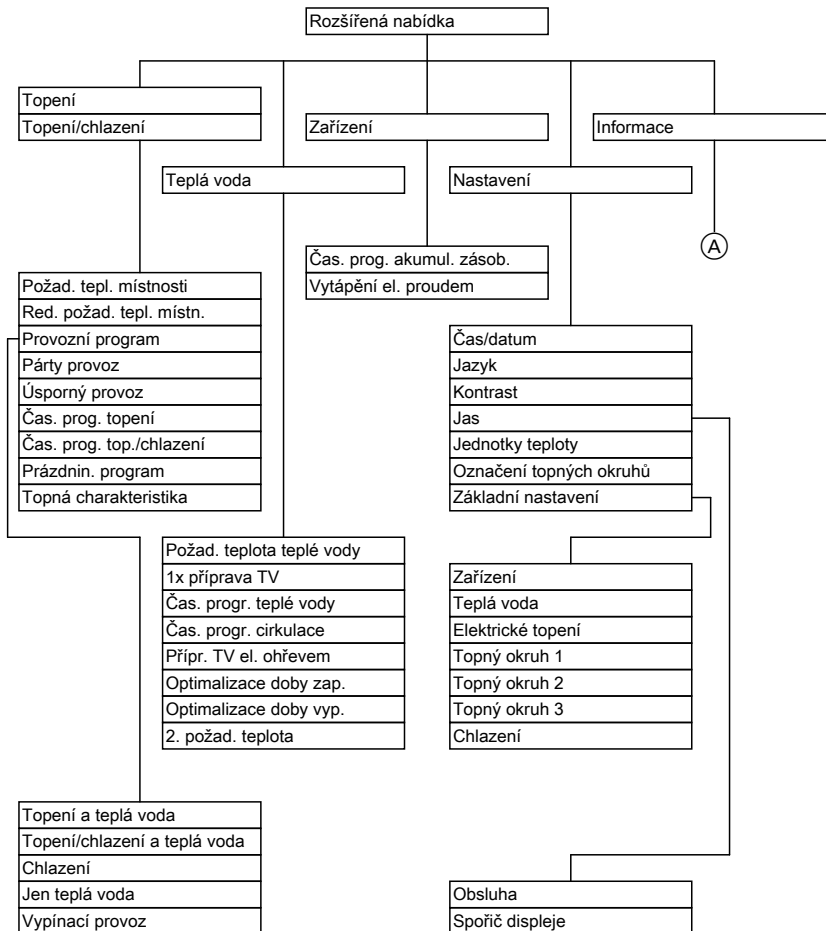 Rozšířená nabídka
Topení
Topení/chlazení
Zařízení
Informace
Teplá voda
Nastavení
A
Čas. prog. akumul. zásob.
Vytápění el. proudem
Požad. tepl. místnosti
Red. požad. tepl. místn.
Provozní program
Párty provoz
Úsporný provoz
Čas. prog. topení
Čas. prog. top./chlazení
Prázdnin. program
Topná charakteristika
Čas/datum
Jazyk
Kontrast
Jas
Jednotky teploty
Označení topných okruhů
Základní nastavení
Požad. teplota teplé vody
1x příprava TV
Čas. progr. teplé vody
Čas. progr. cirkulace
Přípr. TV el. ohřevem
Optimalizace doby zap.
Optimalizace doby vyp.
2. požad. teplota
Zařízení
Teplá voda
Elektrické topení
Topný okruh 1
Topný okruh 2
Topný okruh 3
Chlazení
Topení a teplá voda
Topení/chlazení a teplá voda
Chlazení
Jen teplá voda
Vypínací provoz
Obsluha
Spořič displeje